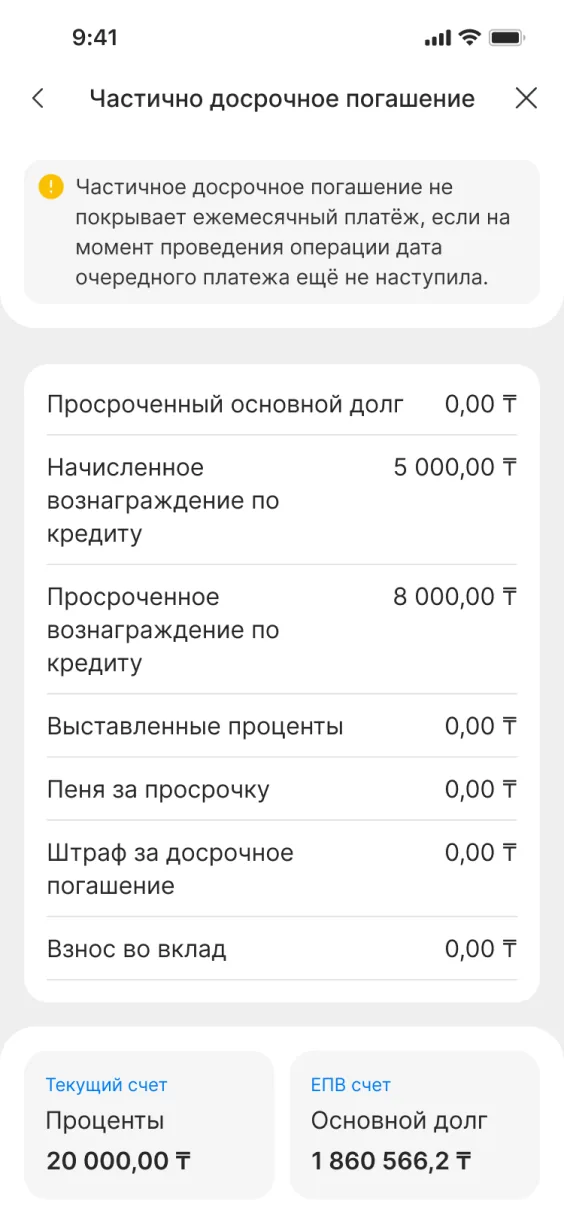 9:41
Частично досрочное погашение
Частичное досрочное погашение не
покрывает ежемесячный платёж, если на
момент проведения операции дата
очередного платежа ещё не наступила.
Просроченный основной долг 0,00 ₸
Начисленное 5 000,00 ₸
вознаграждение по
кредиту
Просроченное 8 000,00 ₸
вознаграждение по
кредиту
Выставленные проценты 0,00 ₸
Пеня за просрочку 0,00 ₸
Штраф за досрочное 0,00 ₸
погашение
Взнос во вклад 0,00 ₸
Текущий счет
Проценты
20 000,00 ₸
ЕПВ счет
Основной долг
1 860 566,2 ₸